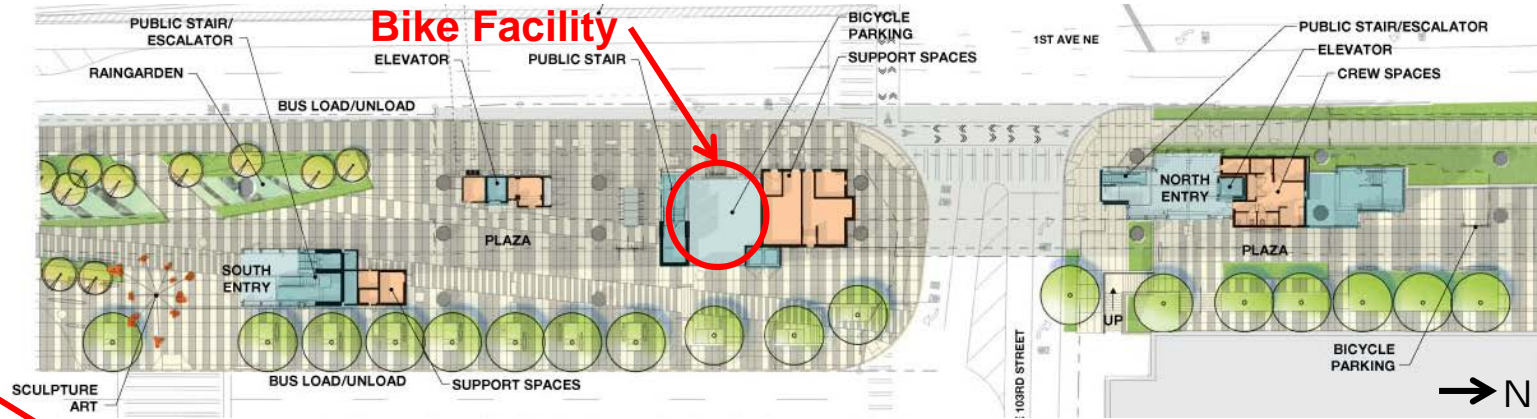 Bike Facility
PUBLIC STAIR/
ESCALATOR
RAINGARDEN
BUS LOAD/UNLOAD
ELEVATOR
PUBLIC STAIR
BICYCLE
PARKING
SUPPORT SPACES
1ST AVE NE
PUBLIC STAIR/ESCALATOR
ELEVATOR
CREW SPACES
NORTH
ENTRY
PLAZA
PLAZA
SOUTH
ENTRY
UP
SCULPTURE
ART
BUS LOAD/UNLOAD
SUPPORT SPACES
103RD STREET
BICYCLE
PARKING
N